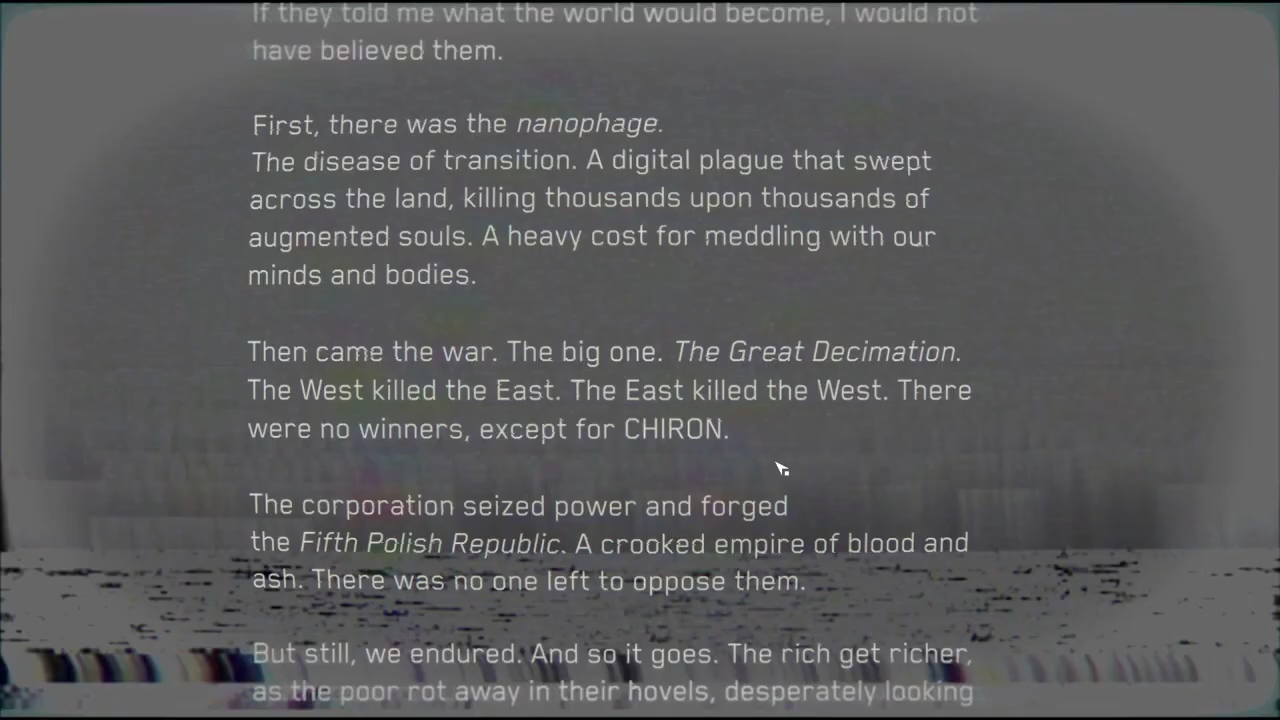 If they told me what the world would become, I would not
have believed them.
First, there was the nanophage.
The disease of transition. A digital plague that swept
across the land, killing thousands upon thousands of
augmented souls. A heavy cost for meddling with our
minds and bodies.
Then came the war. The big one. The Great Decimation.
The West killed the East. The East killed the West. There
were no winners, except for CHIRON.
The corporation seized power and forged
the Fifth Polish Republic. A crooked empire of blood and
ash. There was no one left to oppose them.
But still, we endured. And so it goes. The rich get richer,
as the poor rot away in their hovels, desperately looking